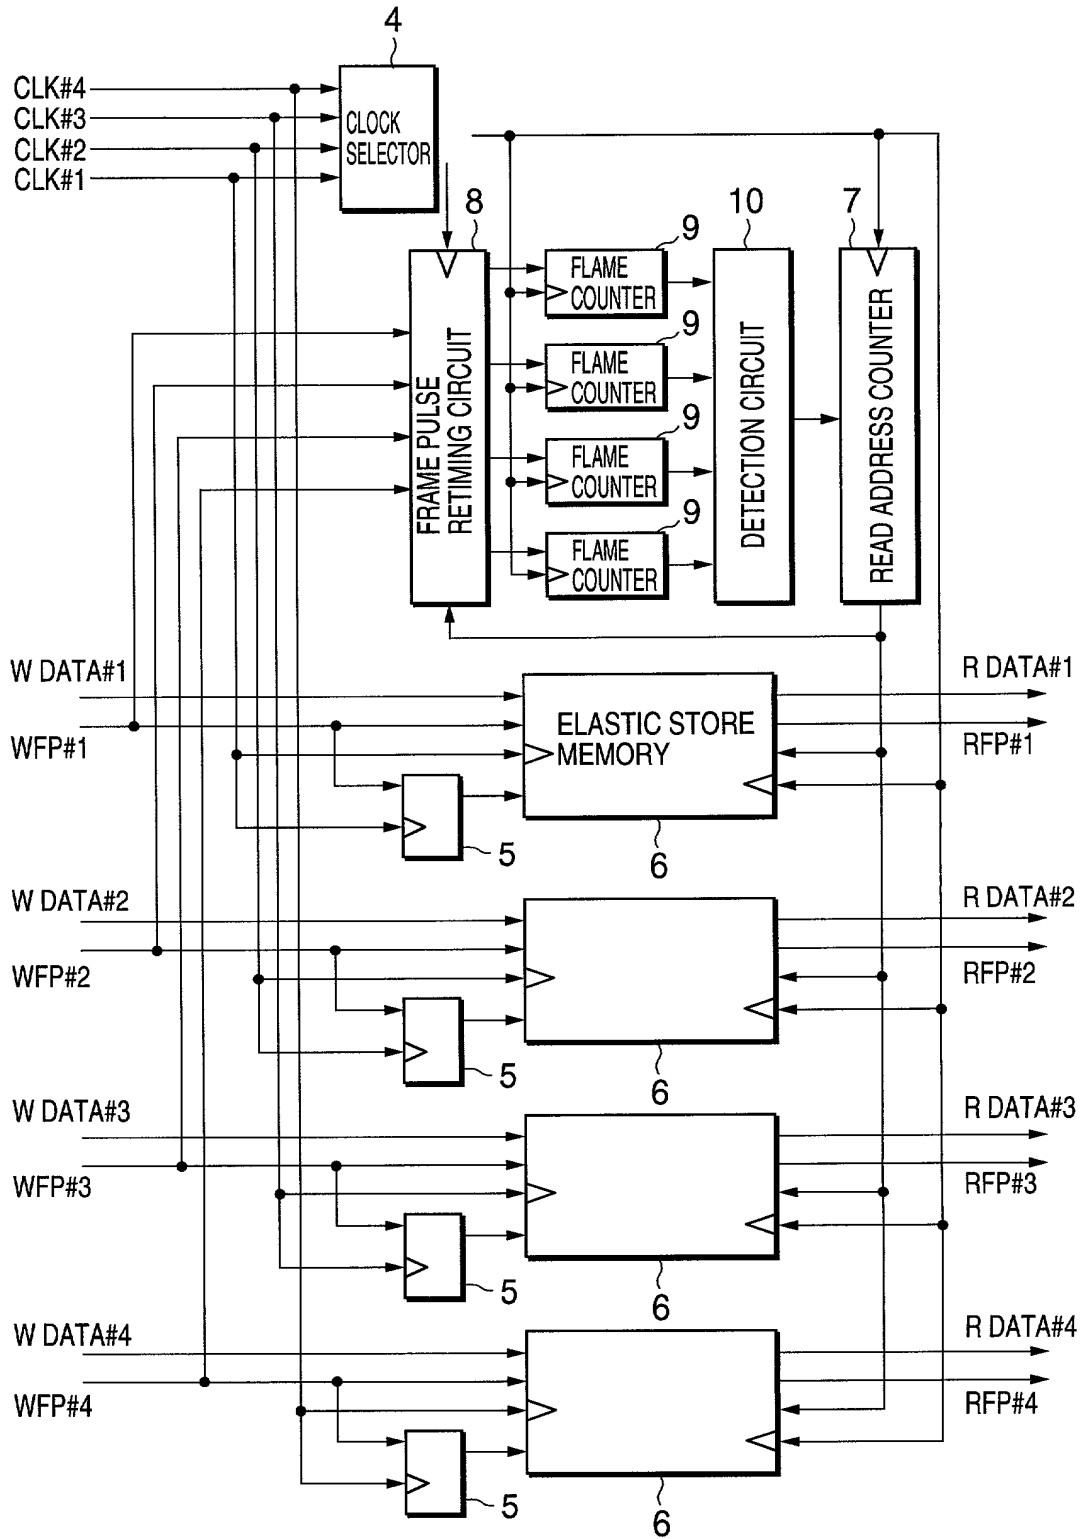 4
CLK#4
CLK#3
CLK#2
CLK#1
CLOCK
SELECTOR
8
9
10
7
FLAME
COUNTER
9
FLAME
COUNTER
9
FLAME
COUNTER
9
FLAME
COUNTER
FRAME PULSE
RETIMING CIRCUIT
DETECTION CIRCUIT
READ ADDRESS COUNTER
W DATA#1
WFP#1
ELASTIC STORE
MEMORY
R DATA#1
RFP#1
5
6
W DATA#2
WFP#2
R DATA#2
RFP#2
5
6
W DATA#3
WFP#3
R DATA#3
RFP#3
5
6
W DATA#4
WFP#4
R DATA#4
RFP#4
5
6